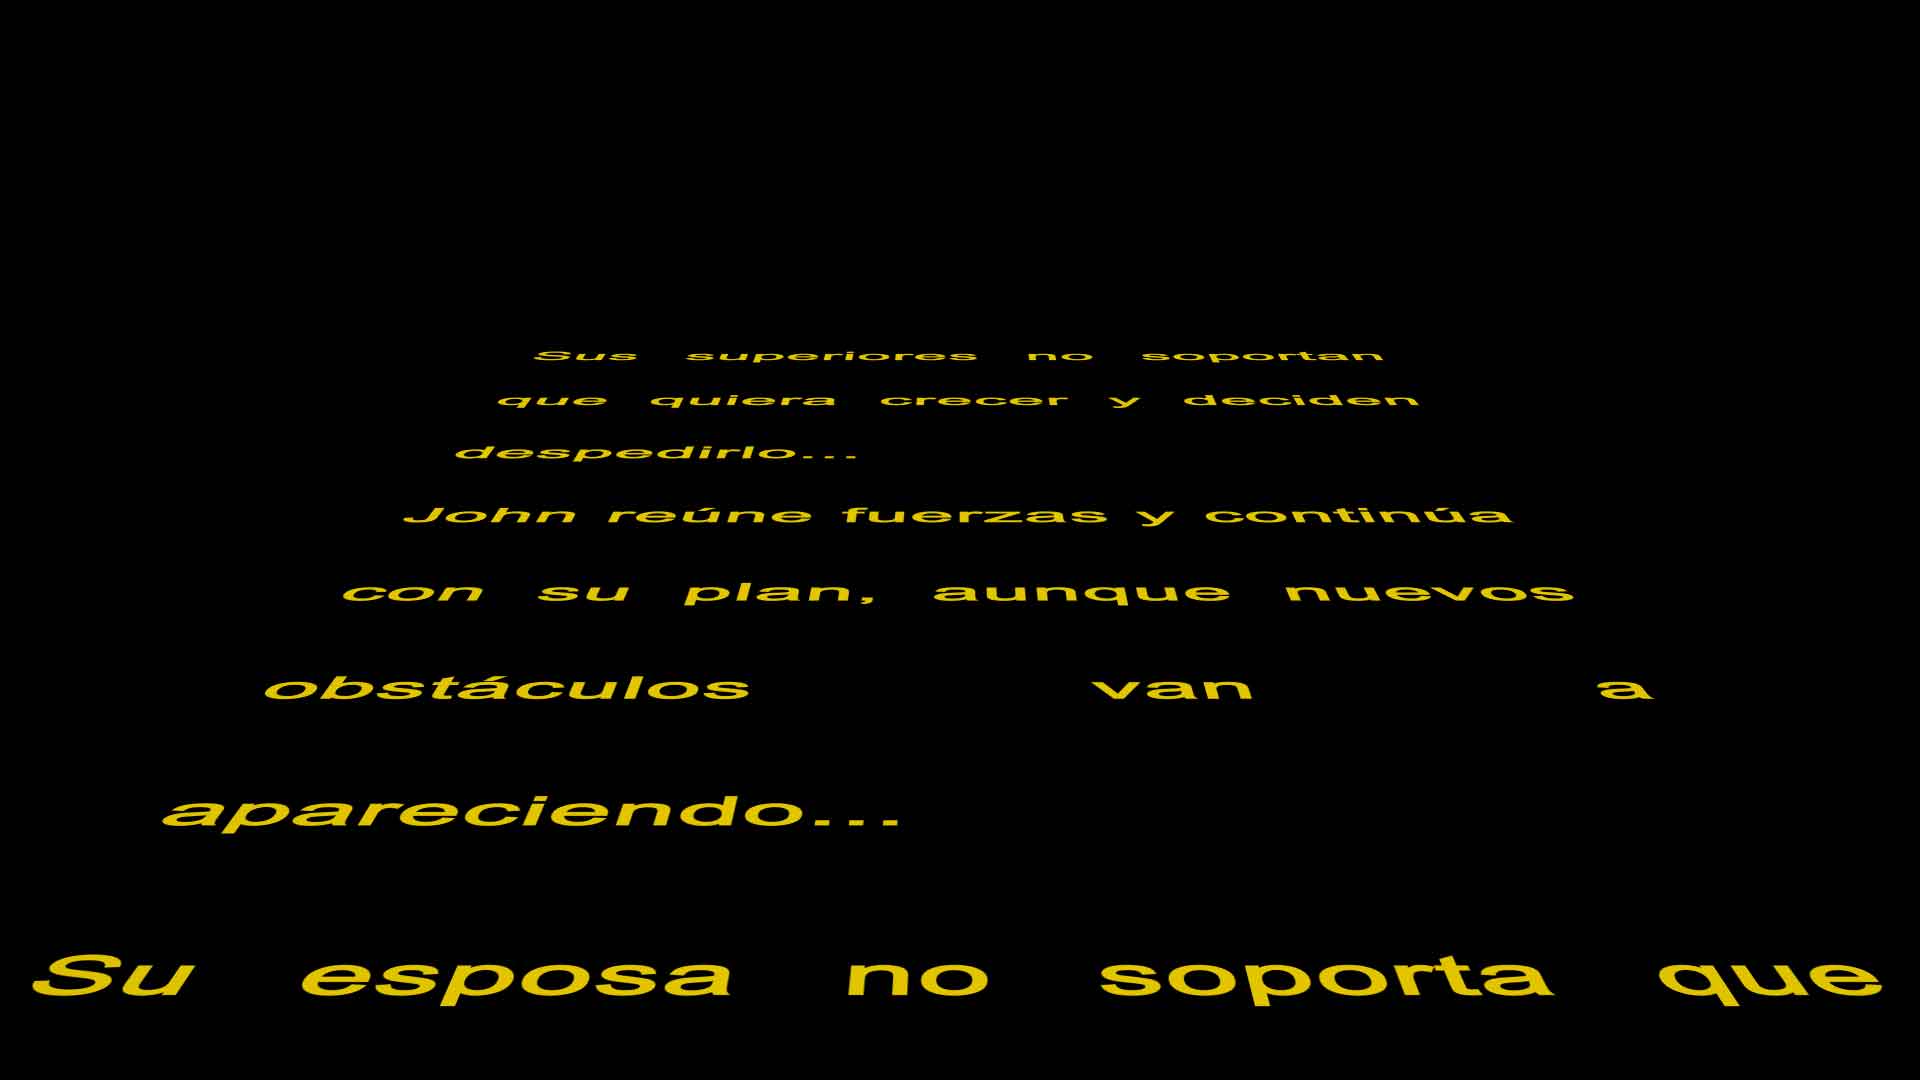 Sus superiores no soportan
que quiera crecer y deciden
despedirlo...
John reúne fuerzas y continúa
con su plan, aunque nuevos
obstáculos van a
apareciendo...
Su esposa no soporta que